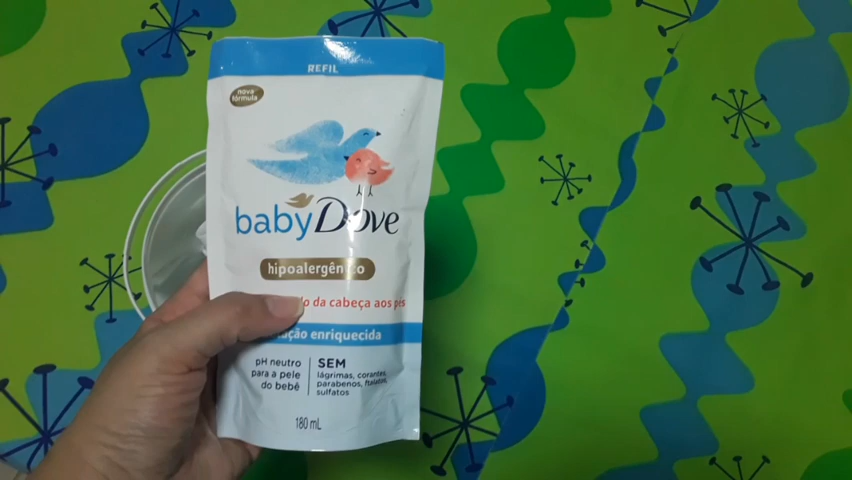 REFIL
nova
fórmula
baby Dove
hipoalergênico
da cabeça aos pés
enriquecida
pH neutro
para a pele
do bebê
SEM
lágrimas, corantes,
parabenos, ftalatos,
sulfatos
180 mL